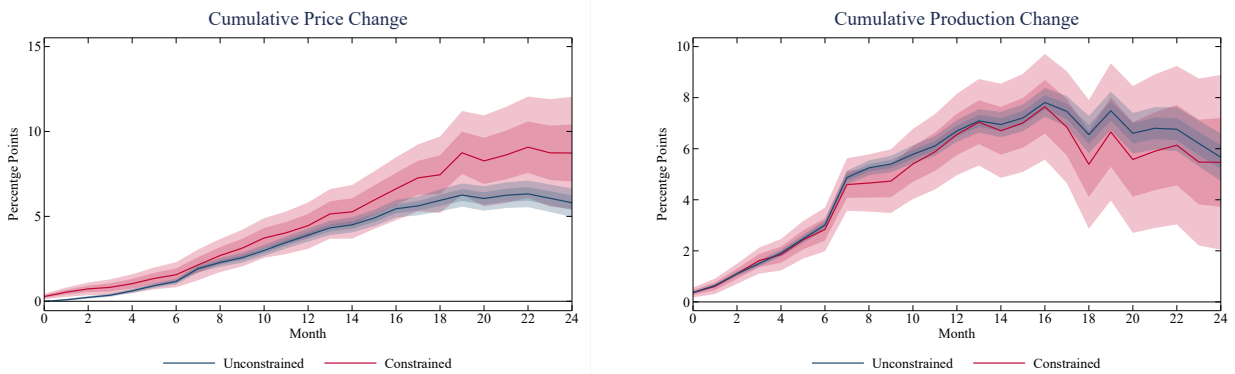 Cumulative Price Change
15
10
5
0
Percentge Points
0 2 4 6 8 10 12 14 16 18 20 22 24
Month
Unconstrained Constrained
Cumulative Production Change
10
8
6
4
2
0
Percentge Points
0 2 4 6 8 10 12 14 16 18 20 22 24
Month
Unconstrained Constrained